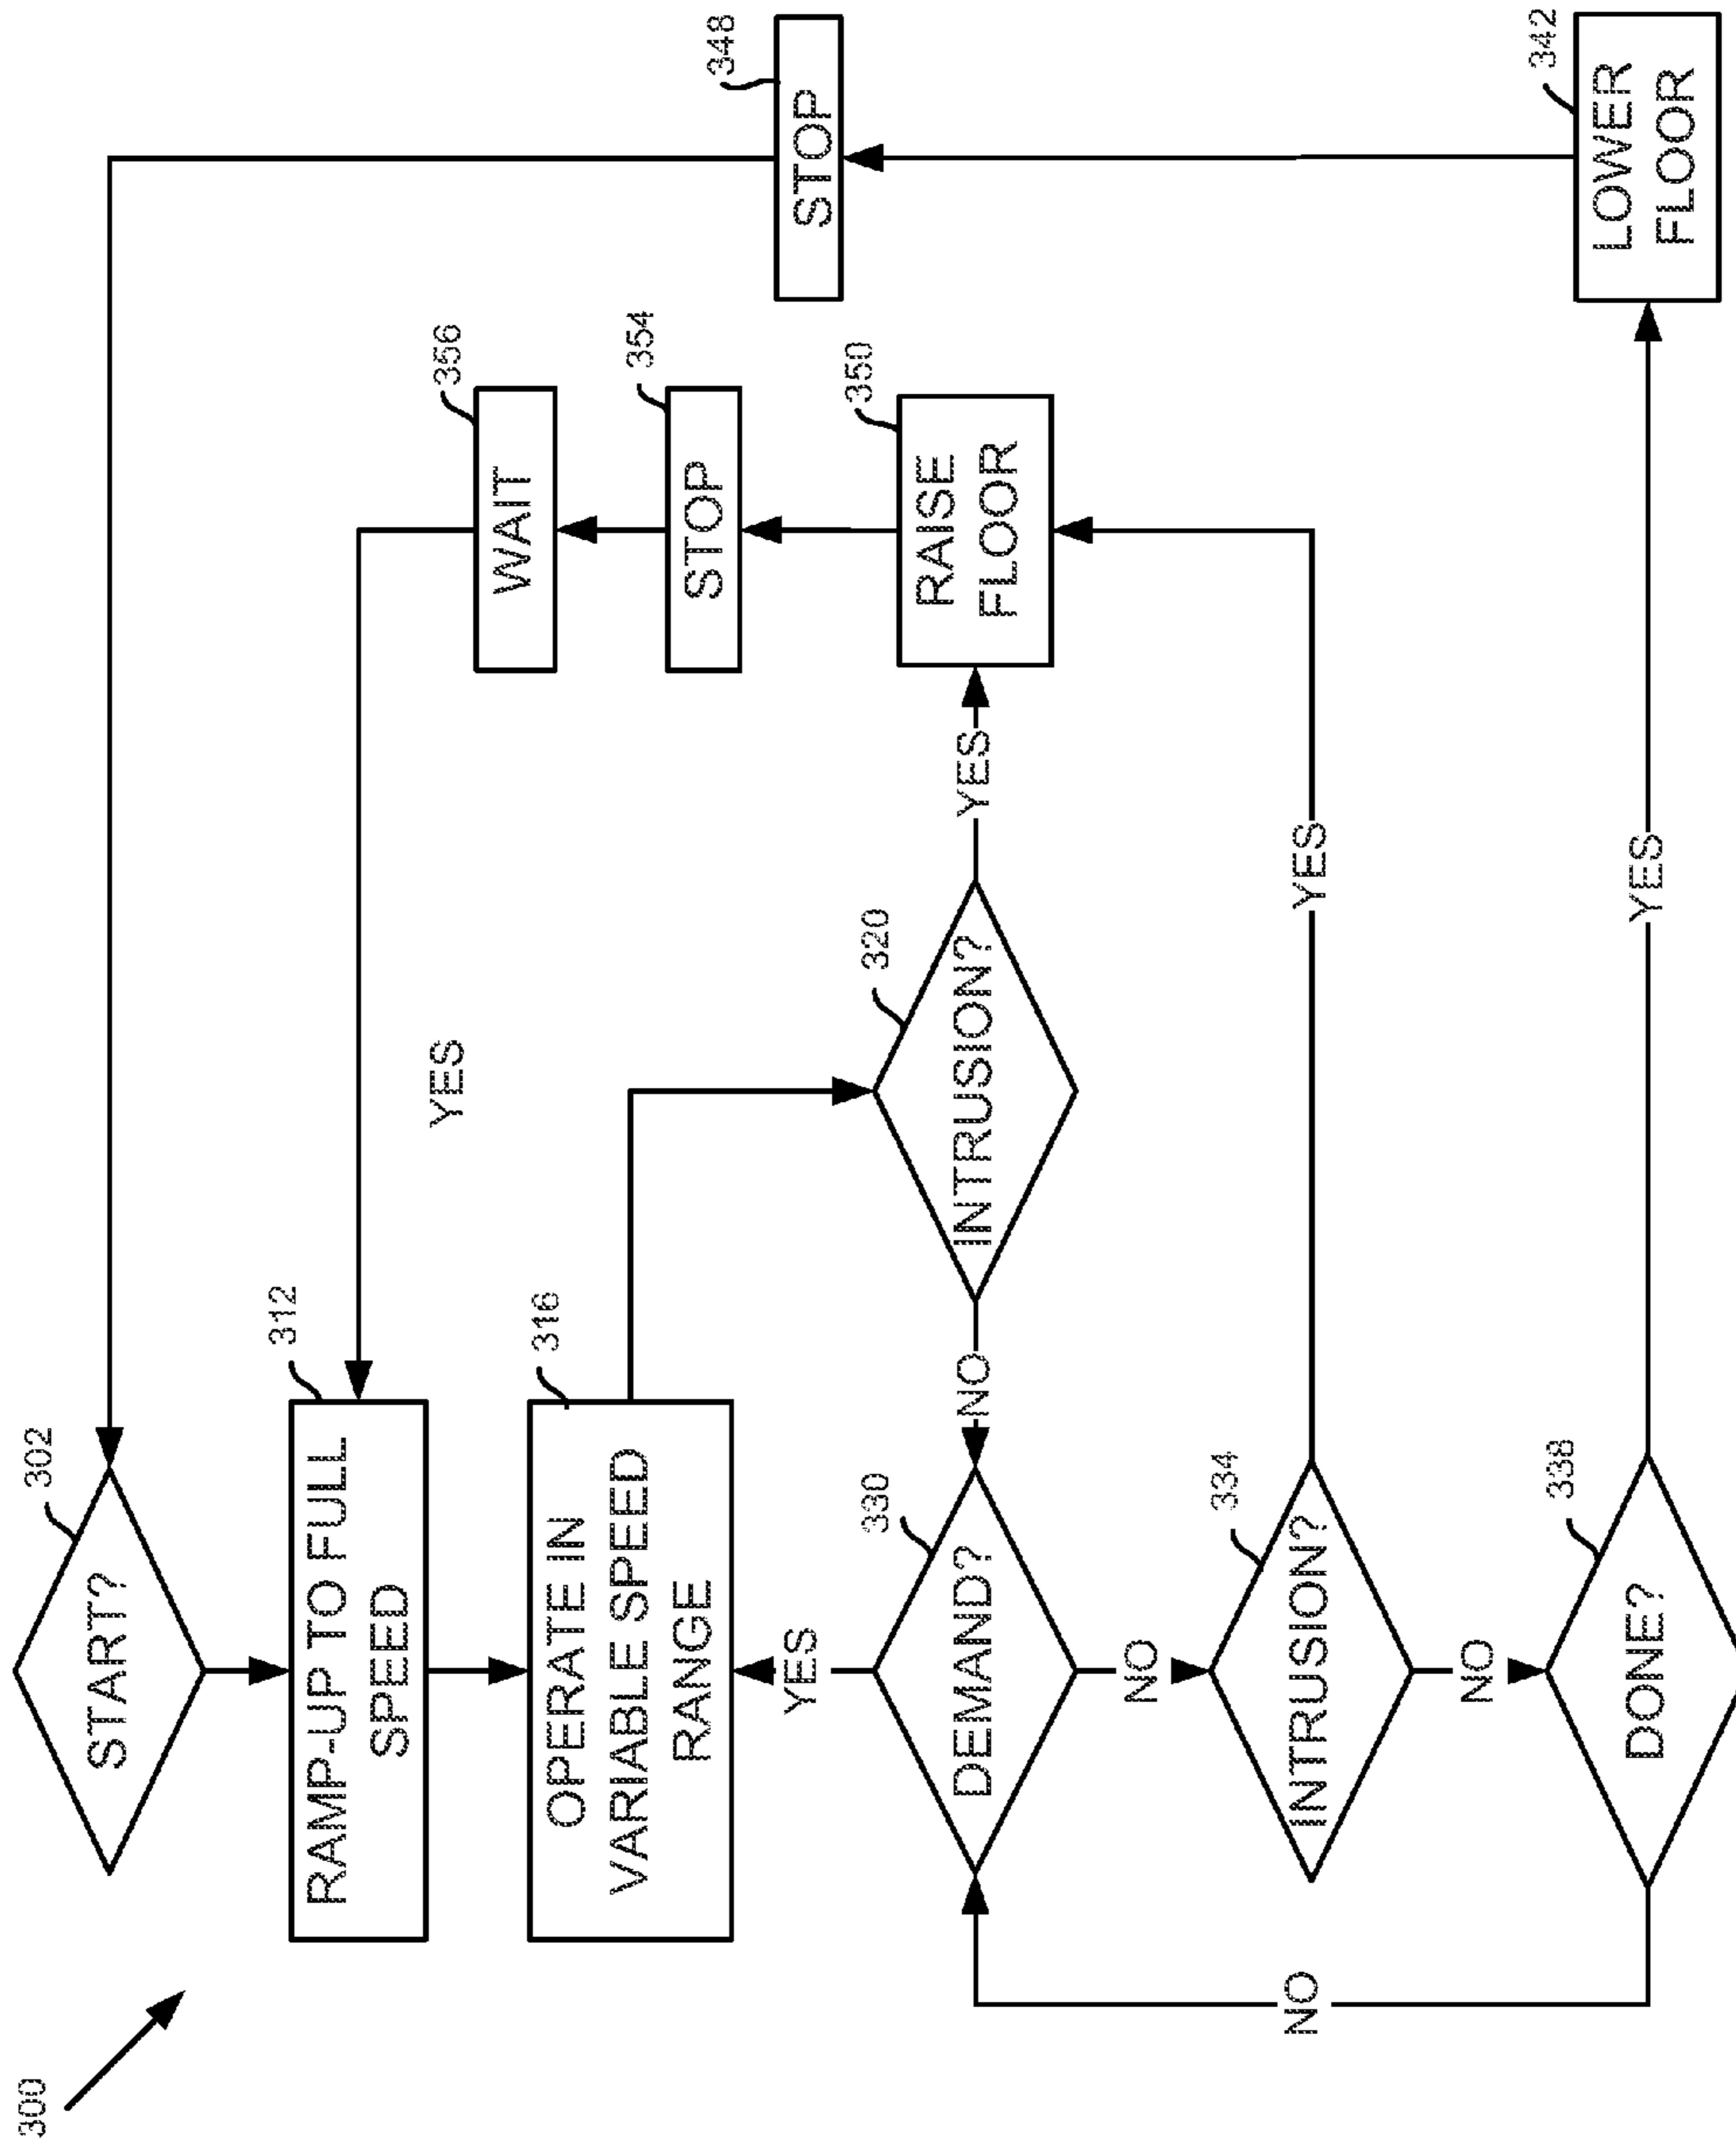 300
302
START?
312
RAMP-UP TO FULL
SPEED
316
OPERATE IN
VARIABLE SPEED
RANGE
YES
YES
330
DEMAND?
NO
320
INTRUSION?
YES
350
RAISE
FLOOR
354
STOP
356
WAIT
348
STOP
NO
334
INTRUSION?
YES
NO
NO
338
DONE?
YES
342
LOWER
FLOOR